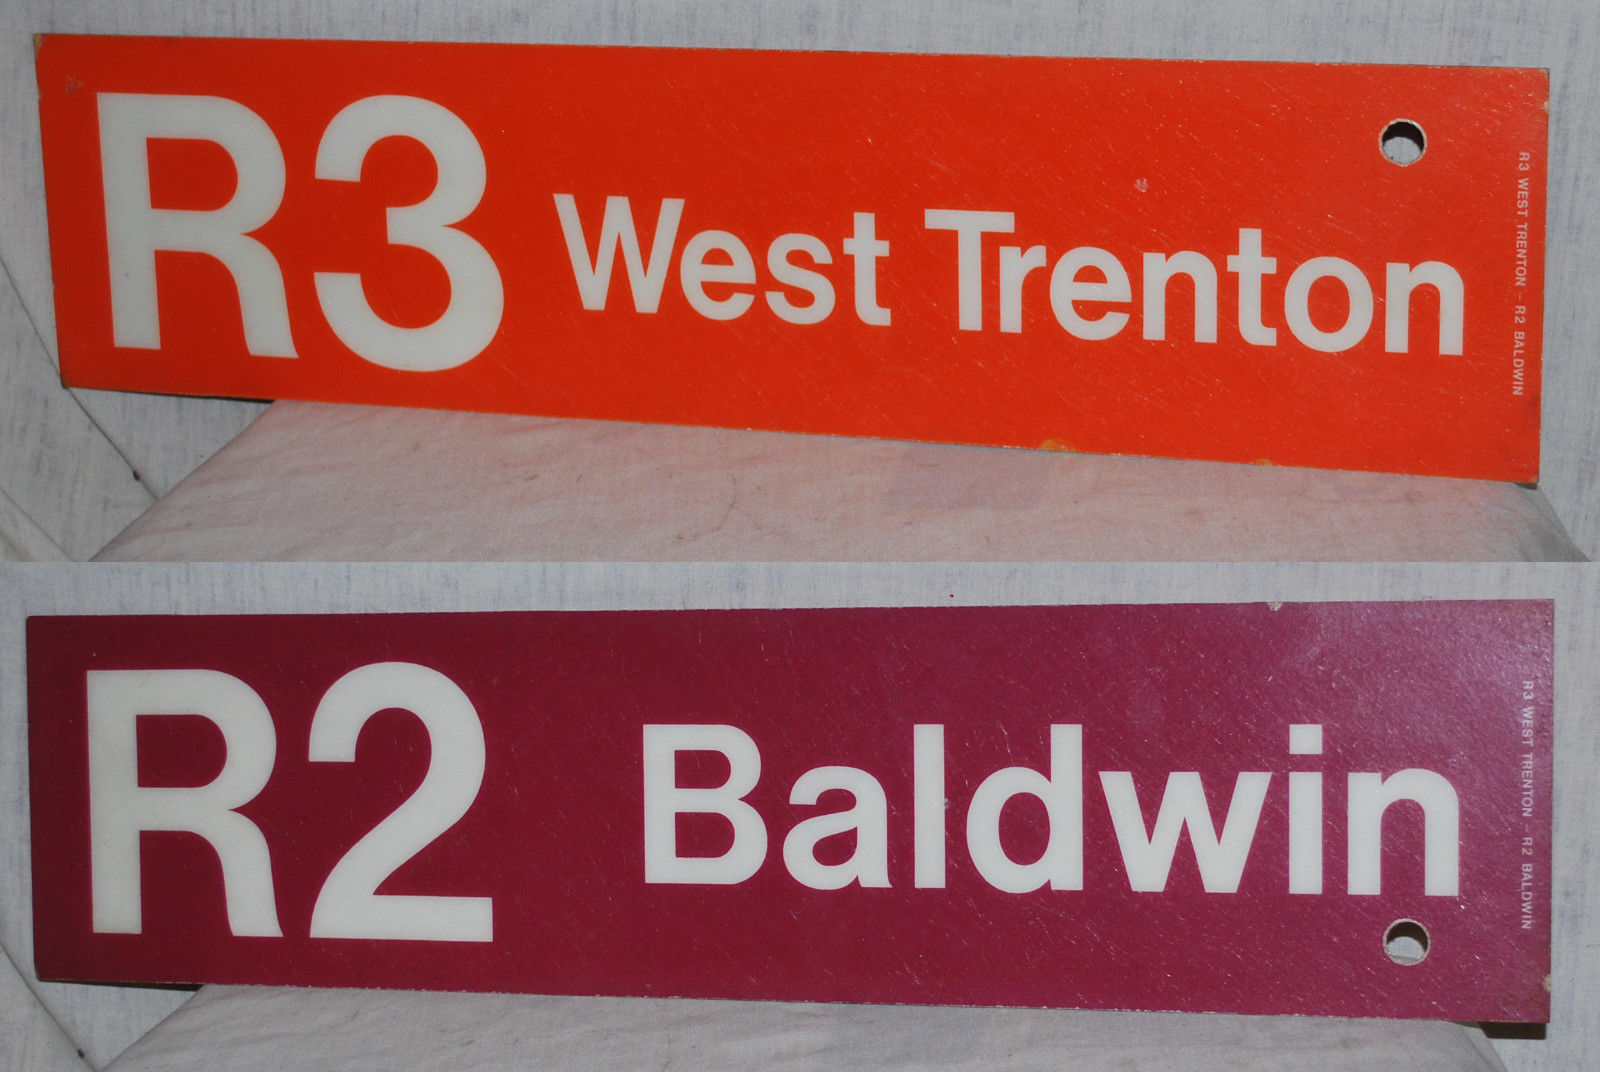 R3 West Trenton
R3 WEST TRENTON – R2 BALDWIN
R2 Baldwin
R3 WEST TRENTON R2 BALDWIN